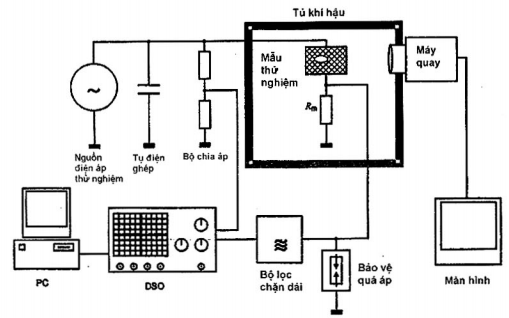 Tủ khí hậu
Mẫu
thử
nghiệm
Máy
quay
Rm
Nguồn
điện áp
thử nghiệm
Tụ điện
ghép
Bộ chia áp
PC
DSO
Bộ lọc
chặn dải
Bảo vệ
quá áp
Màn hình